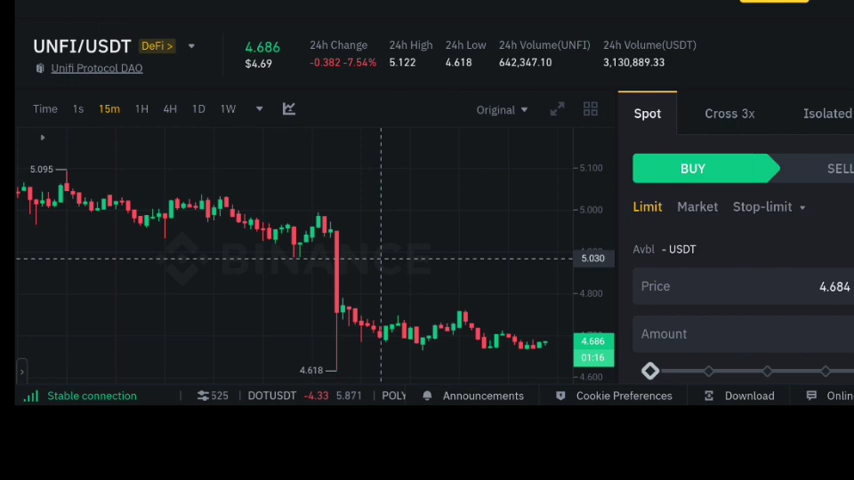 UNFI/USDT DeFi >
Unifi Protocol DAO
4.686
$4.69
24h Change
-0.382 -7.54%
24h High
5.122
24h Low
4.618
24h Volume(UNFI)
642,347.10
24h Volume(USDT)
3,130,889.33
Time 1s 15m 1H 4H 1D 1W
Original
Spot Cross 3x Isolated
5.095
5.100
5.000
5.030
4.800
4.686
01:16
4.618
4.600
BINANCE
BUY SELL
Limit Market Stop-limit
Avbl - USDT
Price 4.684
Amount
Stable connection
525 DOTUSDT -4.33 5.871 POLY
Announcements
Cookie Preferences
Download
Onlin